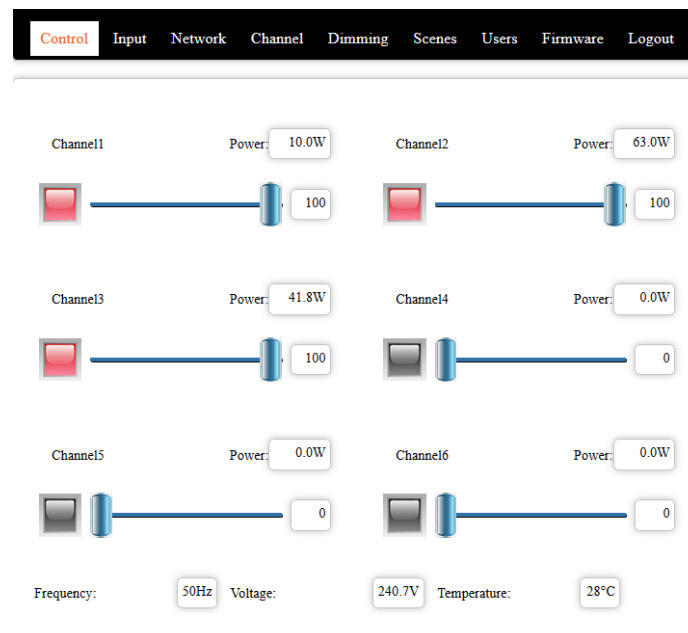 Control Input Network Channel Dimming Scenes Users Firmware Logout
Channel1 Power: 10.0W Channel2 Power: 63.0W
100 100
Channel3 Power: 41.8W Channel4 Power: 0.0W
100 0
Channel5 Power: 0.0W Channel6 Power: 0.0W
0 0
Frequency: 50Hz Voltage: 240.7V Temperature: 28°C